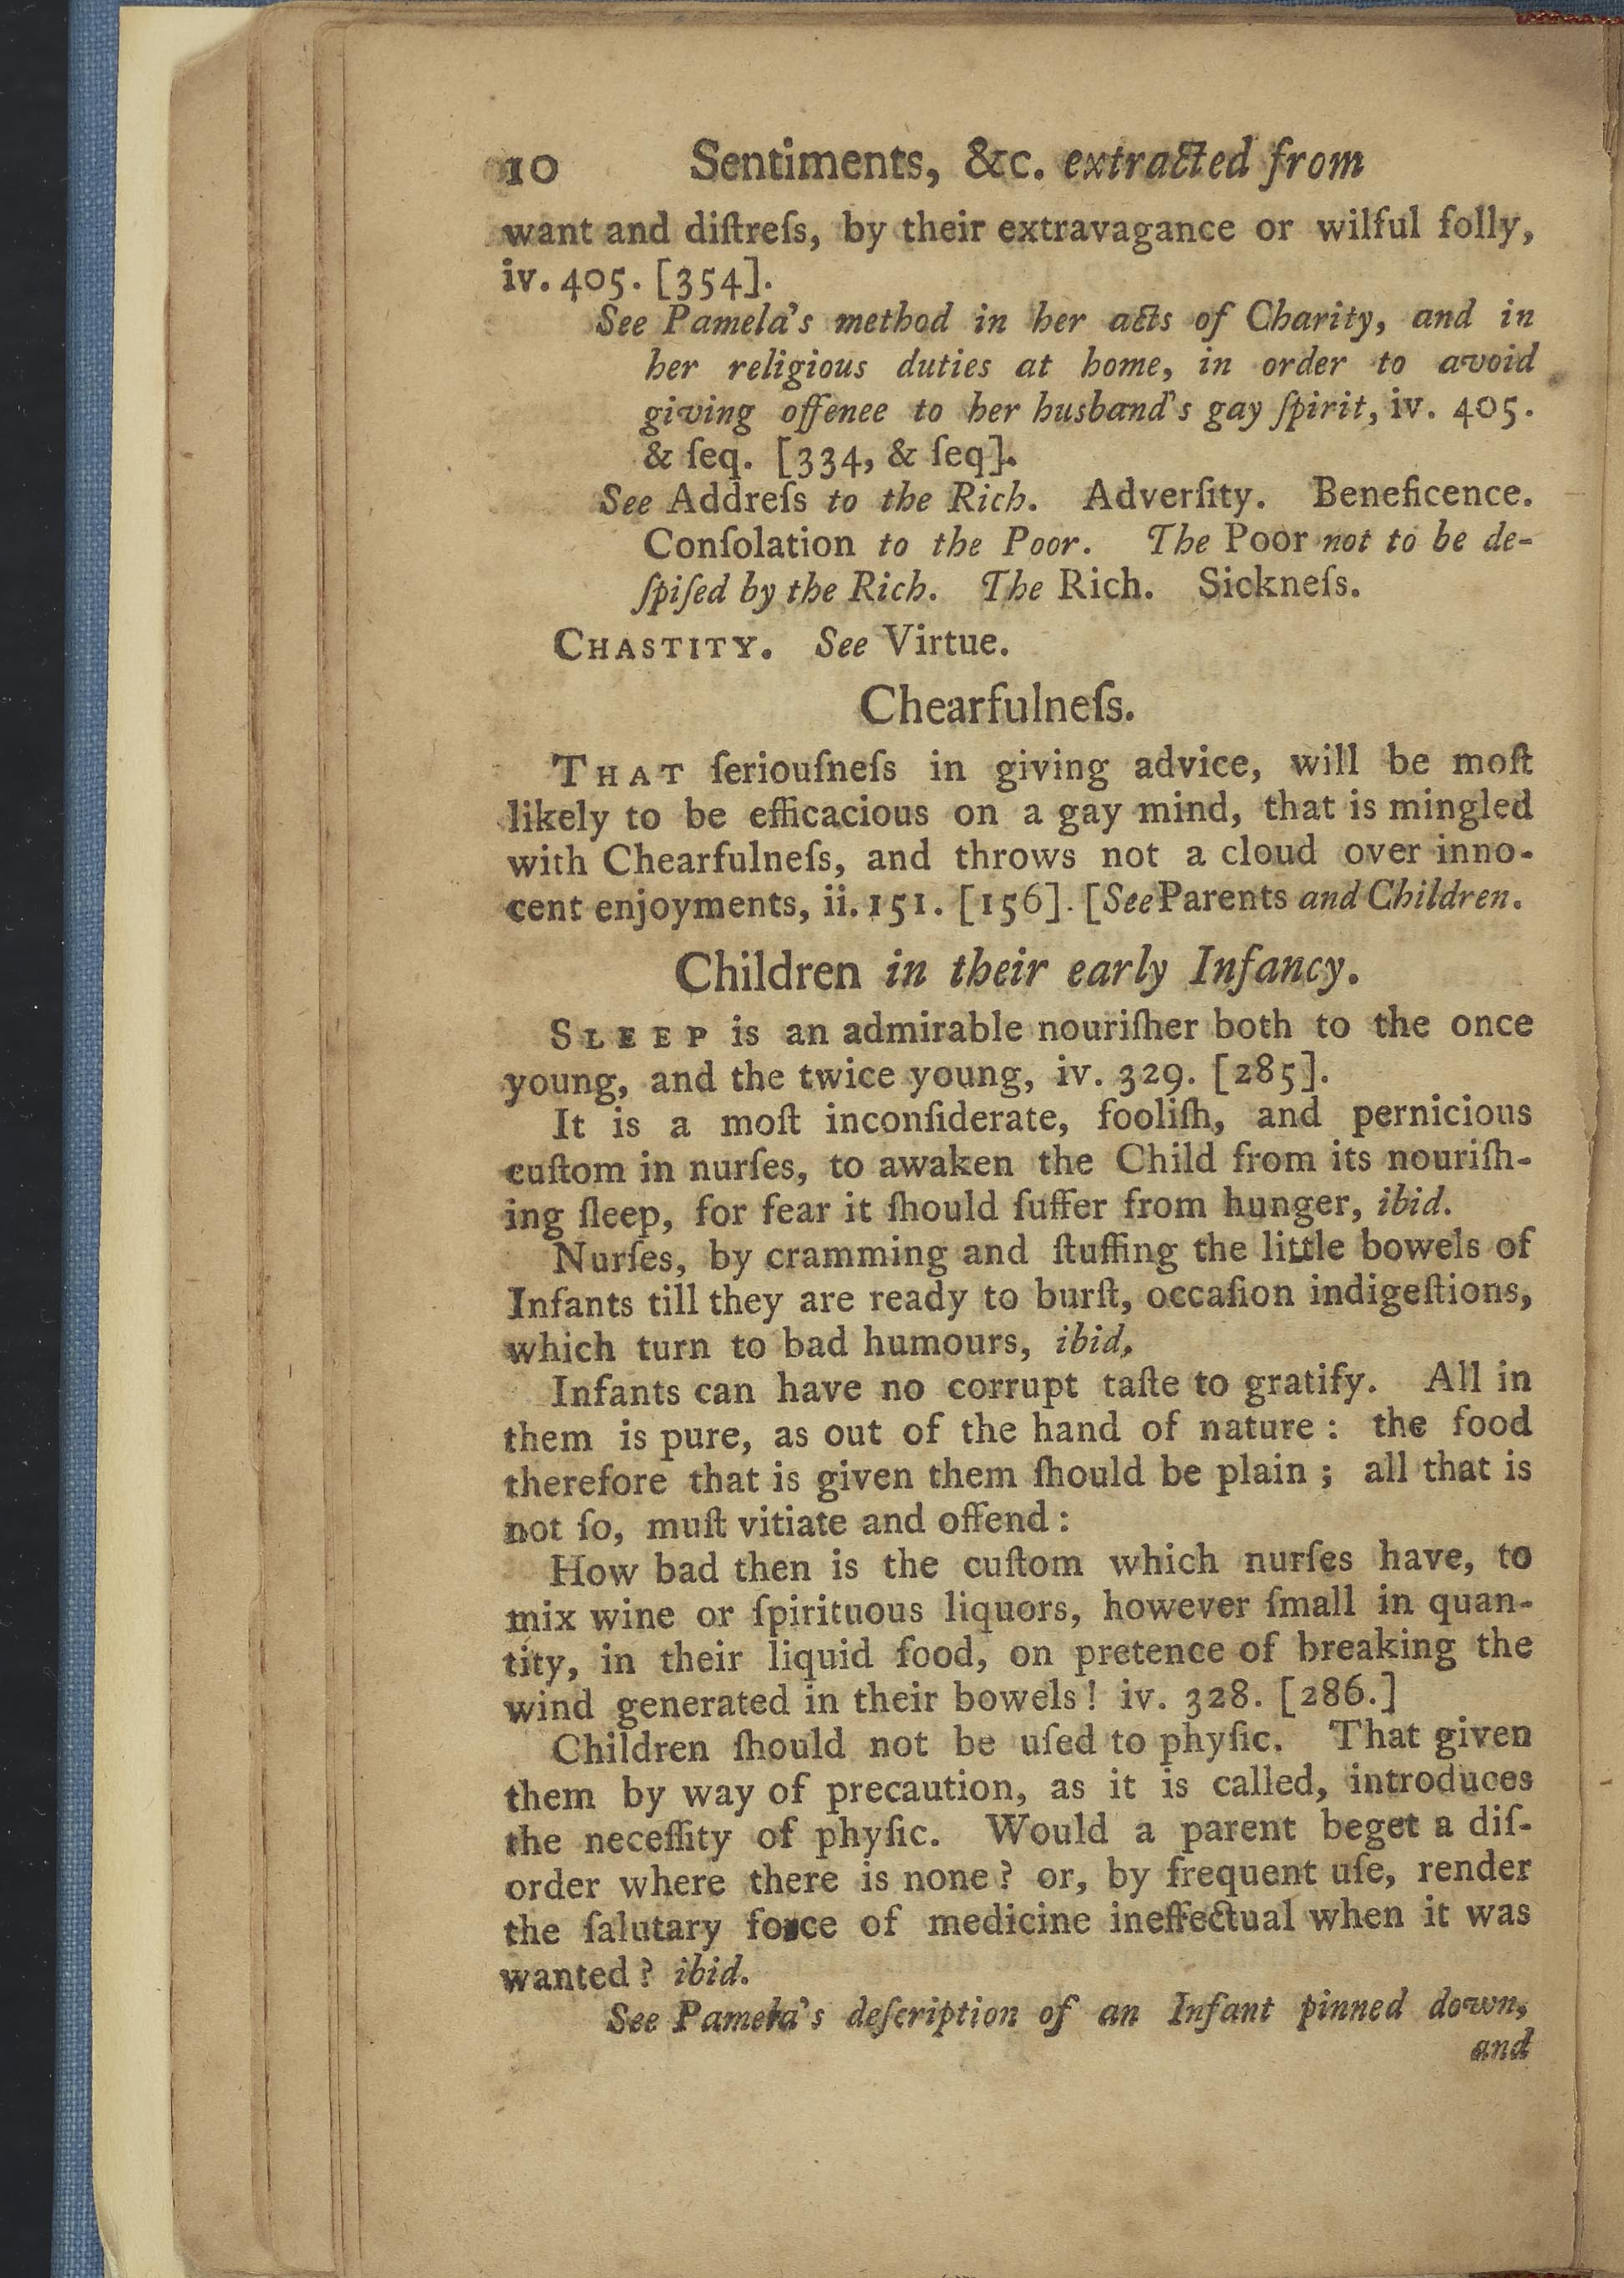 10 Sentiments, &c. extracted from
want and diſtreſs, by their extravagance or wilful folly,
iv. 405. [354].
See Pamela's method in her acts of Charity, and in
her religious duties at home, in order to avoid
giving offenee to her husband's gay ſpirit, iv. 405.
& ſeq. [334, & ſeq].
See Addreſs to the Rich. Adverſity. Beneficence.
Conſolation to the Poor. The Poor not to be de-
ſpiſed by the Rich. The Rich. Sickneſs.
CHASTITY. See Virtue.
Chearfulneſs.
THAT ſeriouſneſs in giving advice, will be moſt
likely to be efficacious on a gay mind, that is mingled
with Chearfulneſs, and throws not a cloud over inno-
cent enjoyments, ii. 151. [156]. [See Parents and Children.
Children in their early Infancy.
SLEEP is an admirable nouriſher both to the once
young, and the twice young, iv. 329. [285].
It is a moſt inconſiderate, fooliſh, and pernicious
cuſtom in nurſes, to awaken the Child from its nouriſh-
ing ſleep, for fear it ſhould ſuffer from hunger, ibid.
Nurſes, by cramming and ſtuffing the little bowels of
Infants till they are ready to burſt, occaſion indigeſtions,
which turn to bad humours, ibid,
Infants can have no corrupt taſte to gratify. All in
them is pure, as out of the hand of nature : the food
therefore that is given them ſhould be plain ; all that is
not ſo, muſt vitiate and offend :
How bad then is the cuſtom which nurſes have, to
mix wine or ſpirituous liquors, however ſmall in quan-
tity, in their liquid food, on pretence of breaking the
wind generated in their bowels ! iv. 328. [286.]
Children ſhould not be uſed to phyſic. That given
them by way of precaution, as it is called, introduces
the neceſſity of phyſic. Would a parent beget a diſ-
order where there is none ? or, by frequent uſe, render
the ſalutary force of medicine ineffectual when it was
wanted ? ibid.
See Pamela's deſcription of an Infant pinned down,
and